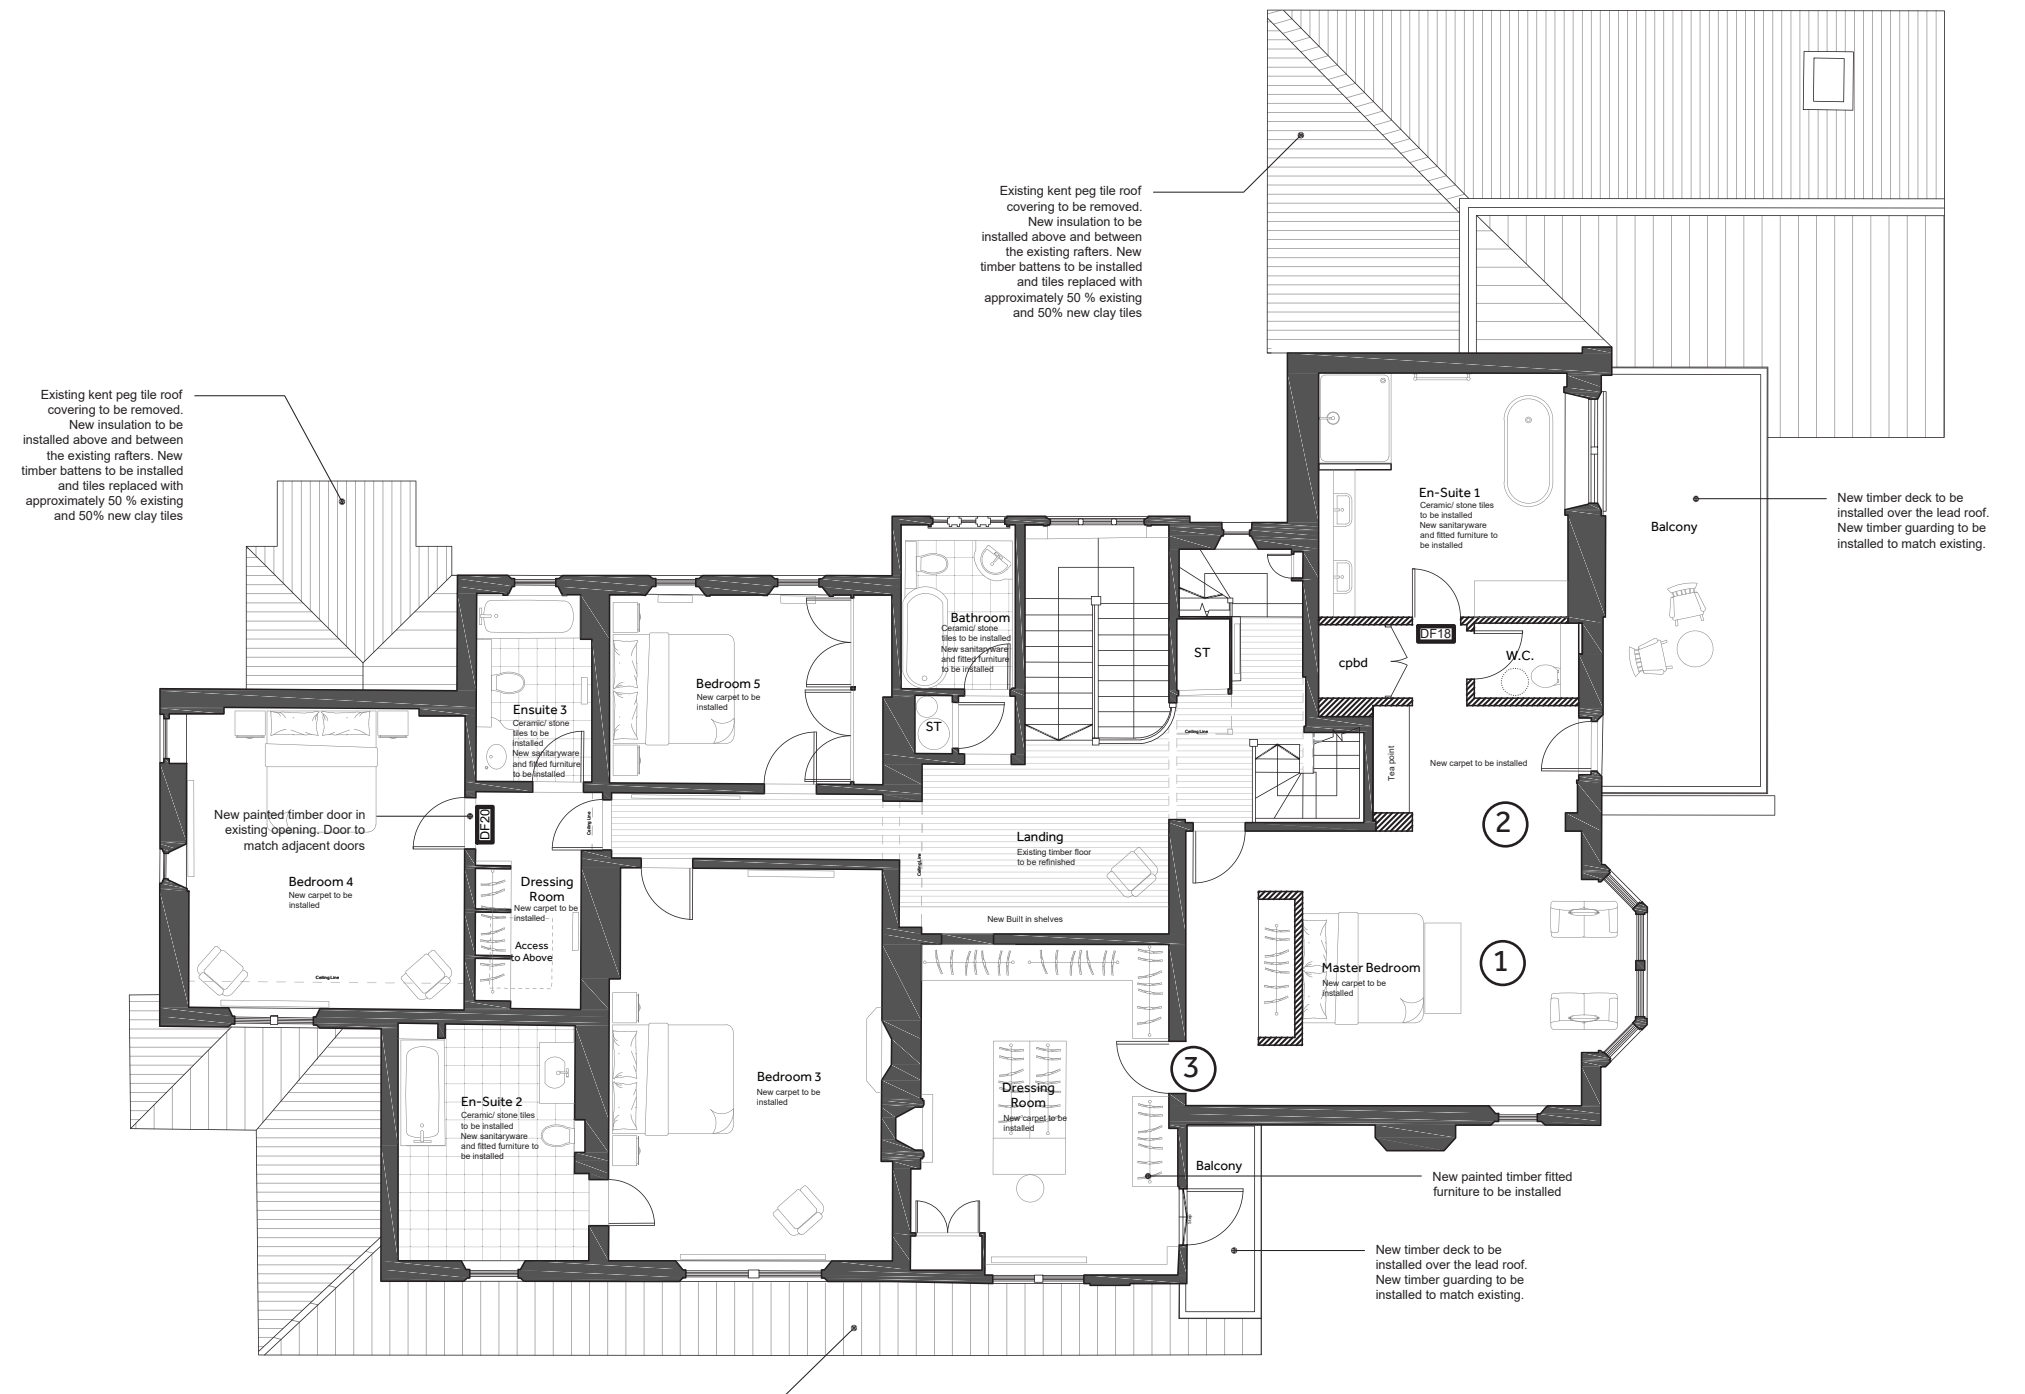 Existing kent peg tile roof
covering to be removed.
New insulation to be
installed above and between
the existing rafters. New
timber battens to be installed
and tiles replaced with
approximately 50 % existing
and 50% new clay tiles
Existing kent peg tile roof
covering to be removed.
New insulation to be
installed above and between
the existing rafters. New
timber battens to be installed
and tiles replaced with
approximately 50 % existing
and 50% new clay tiles
En-Suite 1
Ceramic/ stone tiles
to be installed
New sanitaryware
and fitted furniture to
be installed
Balcony
New timber deck to be
installed over the lead roof.
New timber guarding to be
installed to match existing.
Bathroom
Ceramic/ stone
tiles to be installed
New sanitaryware
and fitted furniture
to be installed
DF18
ST
cpbd
W.C.
Bedroom 5
New carpet to be
installed
Ensuite 3
Ceramic/ stone
tiles to be
installed
New sanitaryware
and fitted furniture
to be installed
ST
Ceiling Line
N
Tea point
New carpet to be installed
New painted timber door in
existing opening. Door to
match adjacent doors
DF20
Ceiling Line
2
Landing
Existing timber floor
to be refinished
Ceiling Line
Bedroom 4
New carpet to be
installed
Dressing
Room
New carpet to be
installed
Access
to Above
New Built in shelves
Ceiling Line
Master Bedroom
New carpet to be
installed
1
3
Bedroom 3
New carpet to be
installed
Dressing
Room
New carpet to be
installed
En-Suite 2
Ceramic/ stone tiles
to be installed
New sanitaryware
and fitted furniture to
be installed
Balcony
New painted timber fitted
furniture to be installed
Step
New timber deck to be
installed over the lead roof.
New timber guarding to be
installed to match existing.